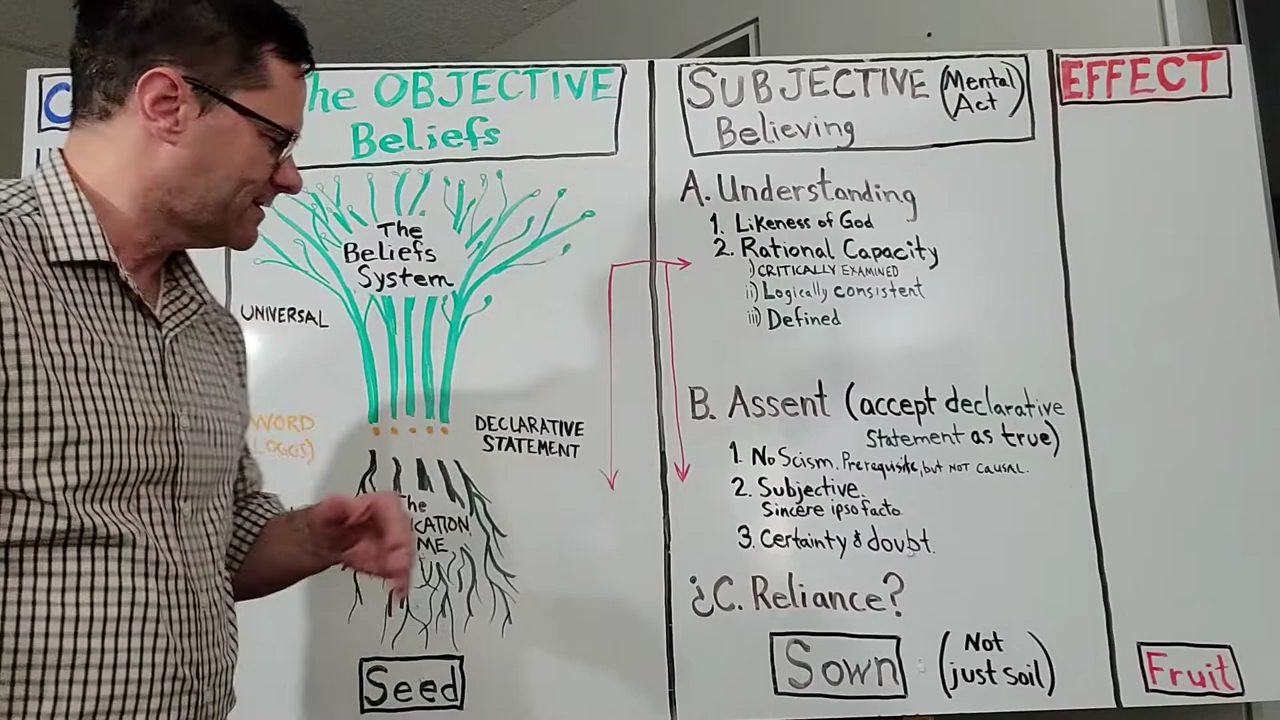 The OBJECTIVE
Beliefs
The
Beliefs
System
UNIVERSAL
WORD
DECLARATIVE
STATEMENT
Seed
SUBJECTIVE (Mental
Act)
Believing
A. Understanding
1. Likeness of God
2. Rational Capacity
i) CRITICALLY EXAMINED
ii) Logically consistent
iii) Defined
B. Assent (accept declarative
Statement as true)
1. No Scism. Prerequisite, but NOT CAUSAL.
2. Subjective.
Sincere ipso facto
3. Certainty & doubt.
¿C. Reliance?
Sown (Not
just soil)
EFFECT
Fruit